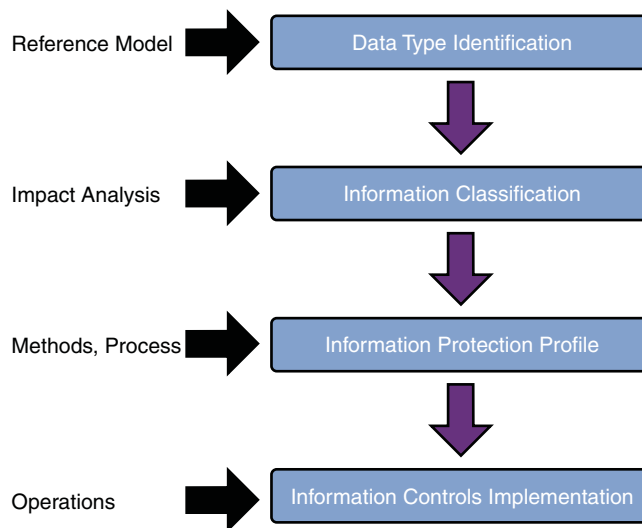 Reference Model
Data Type Identification
Impact Analysis
Information Classification
Methods, Process
Information Protection Profile
Operations
Information Controls Implementation